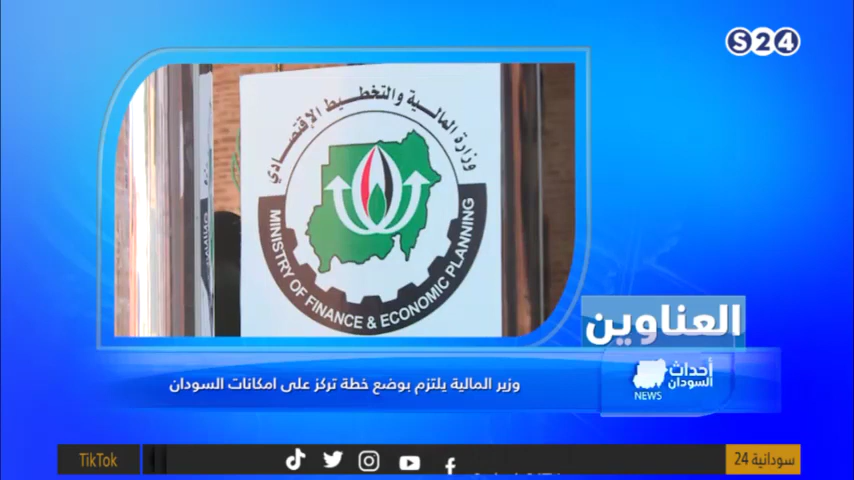 S24
وزارة المالية والتخطيط الإقتصادي
MINISTRY OF FINANCE & ECONOMIC PLANNING
العناوين
أحداث
السودان
NEWS
وزير المالية يلتزم بوضع خطة تركز على امكانات السودان
TikTok
سودانية 24